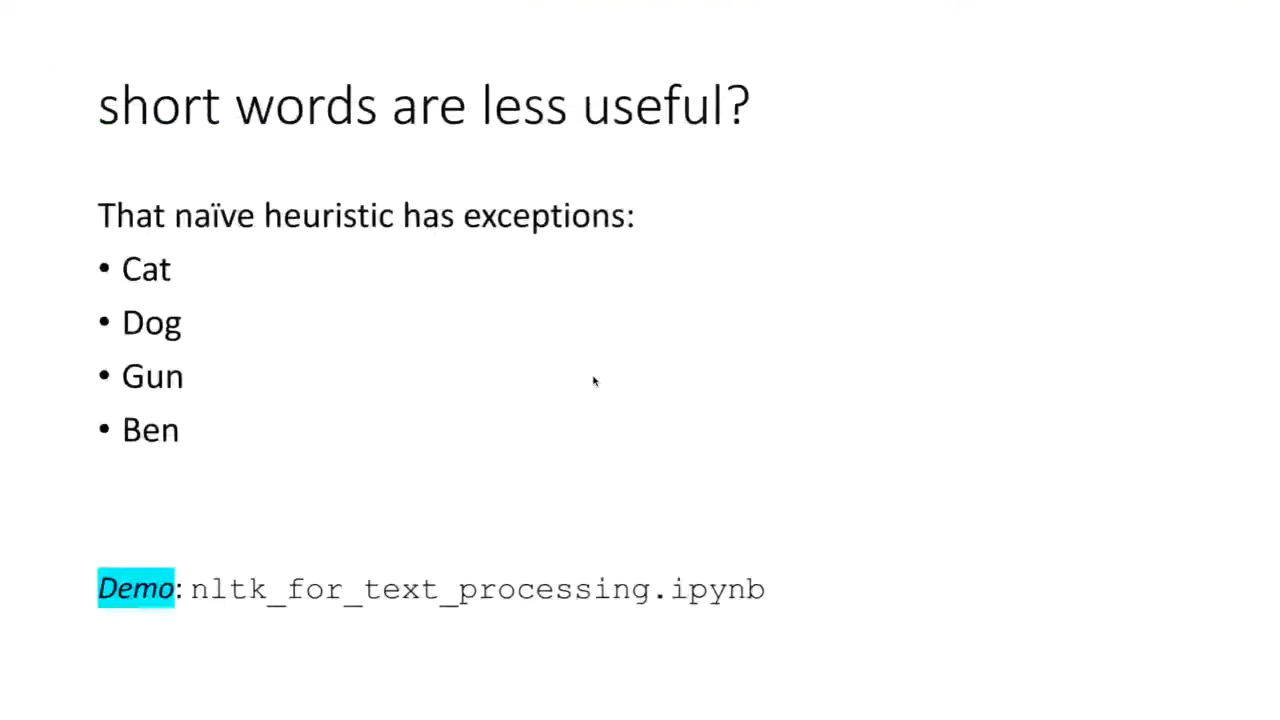 short words are less useful?
That naïve heuristic has exceptions:
• Cat
• Dog
• Gun
• Ben
Demo: nltk_for_text_processing.ipynb